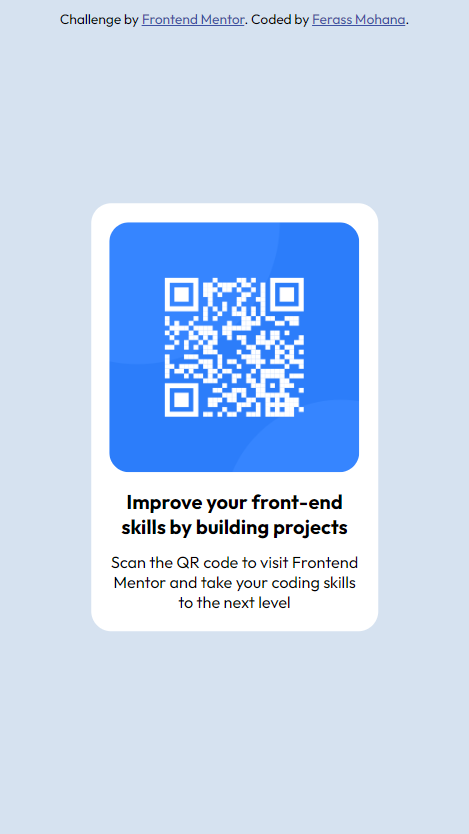 Challenge by Frontend Mentor. Coded by Ferass Mohana.
Improve your front-end
skills by building projects
Scan the QR code to visit Frontend
Mentor and take your coding skills
to the next level